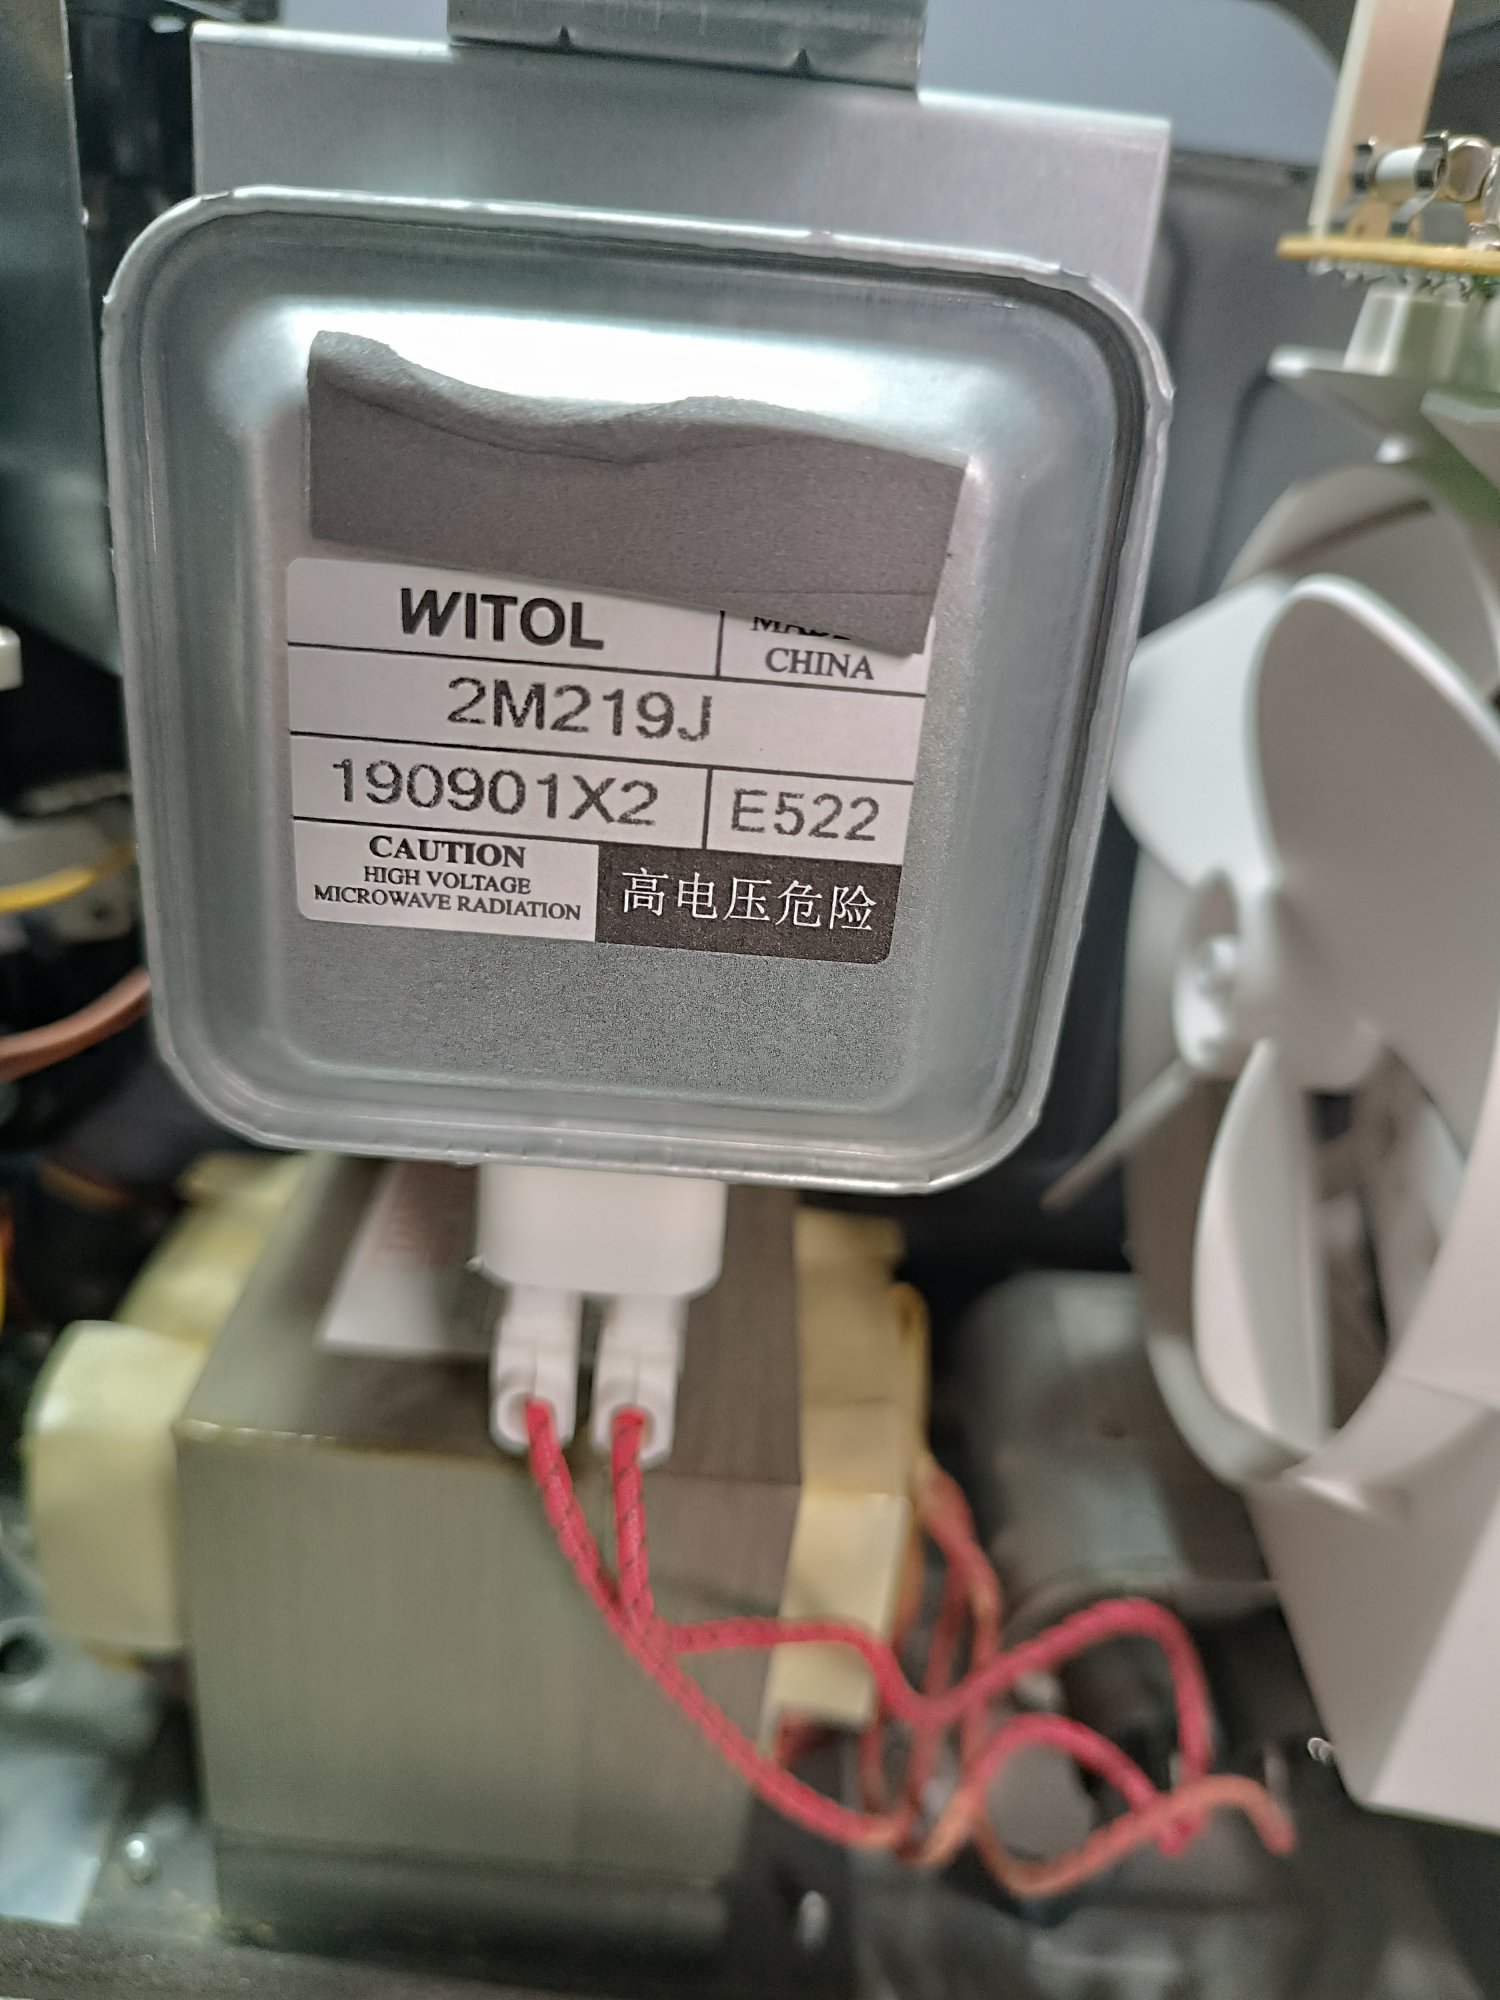 WITOL
CHINA
2M219J
190901X2
E522
CAUTION
HIGH VOLTAGE
MICROWAVE RADIATION
高电压危险